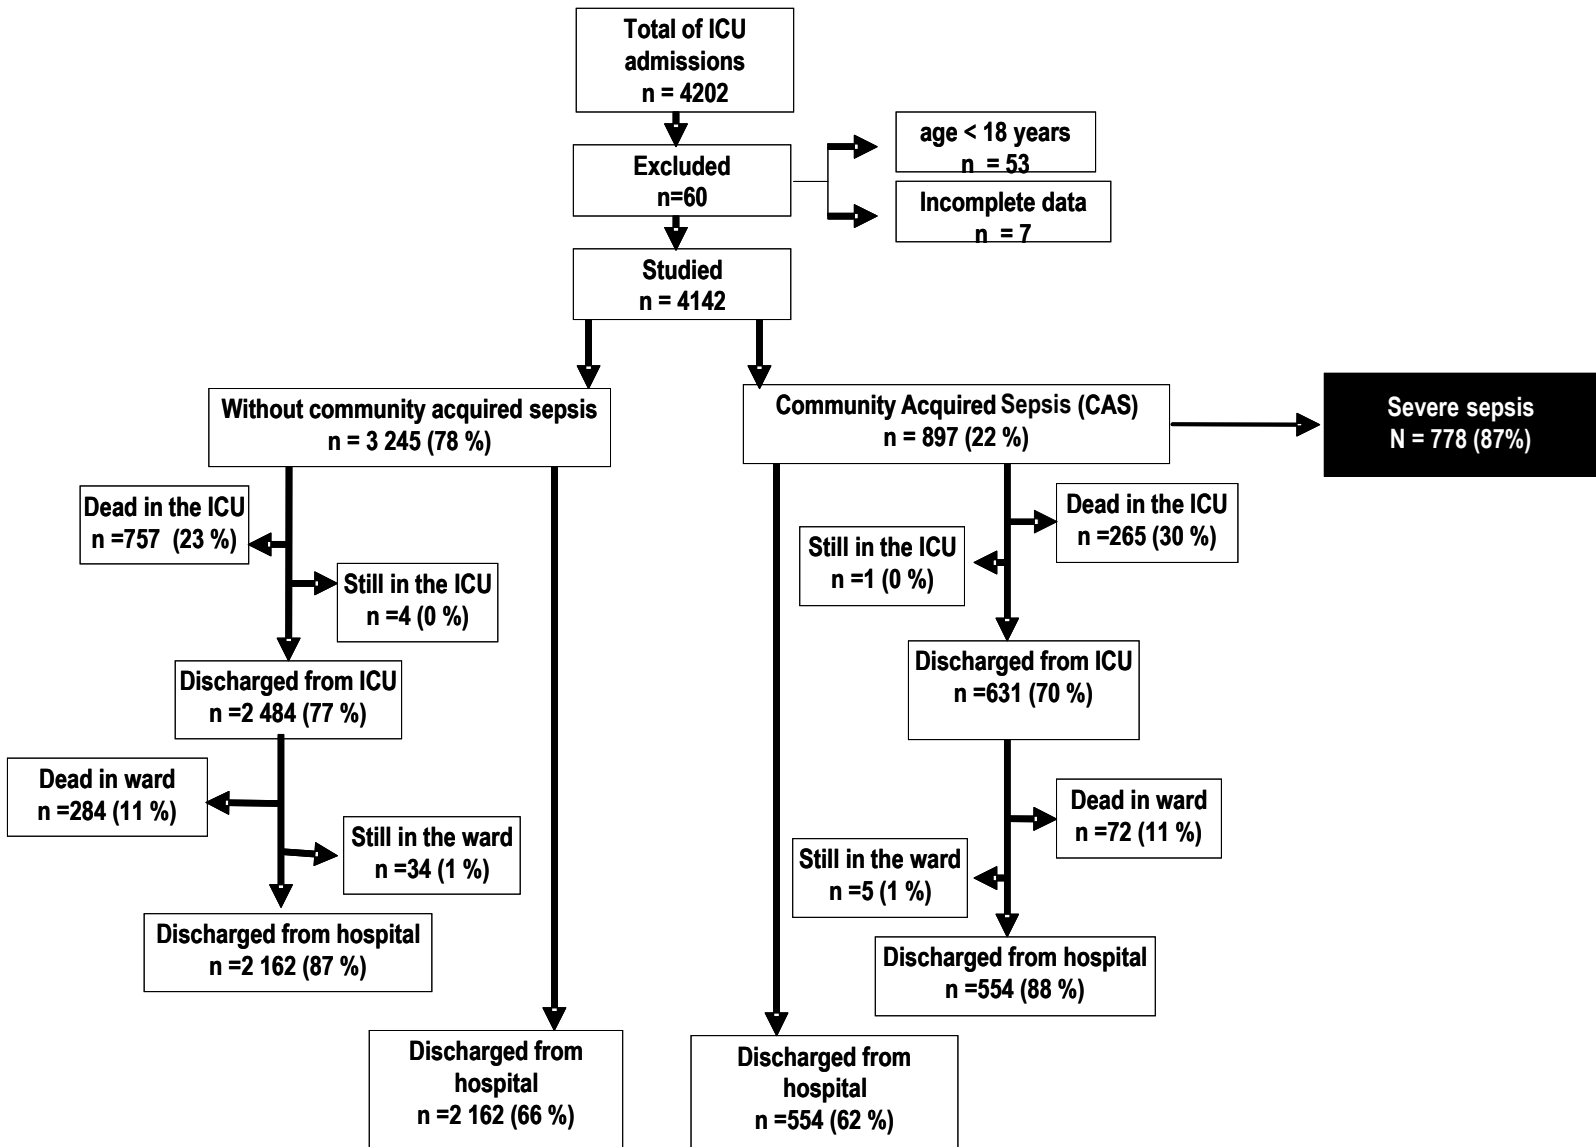 Total of ICU
admissions
n = 4202
age < 18 years
n = 53
Excluded
n=60
Incomplete data
n = 7
Studied
n = 4142
Without community acquired sepsis
n = 3 245 (78 %)
Community Acquired Sepsis (CAS)
n = 897 (22 %)
Severe sepsis
N = 778 (87%)
Dead in the ICU
n =757 (23 %)
Still in the ICU
n =4 (0 %)
Discharged from ICU
n =2 484 (77 %)
Dead in ward
n =284 (11 %)
Still in the ward
n =34 (1 %)
Discharged from hospital
n =2 162 (87 %)
Discharged from
hospital
n =2 162 (66 %)
Dead in the ICU
n =265 (30 %)
Still in the ICU
n =1 (0 %)
Discharged from ICU
n =631 (70 %)
Dead in ward
n =72 (11 %)
Still in the ward
n =5 (1 %)
Discharged from hospital
n =554 (88 %)
Discharged from
hospital
n =554 (62 %)